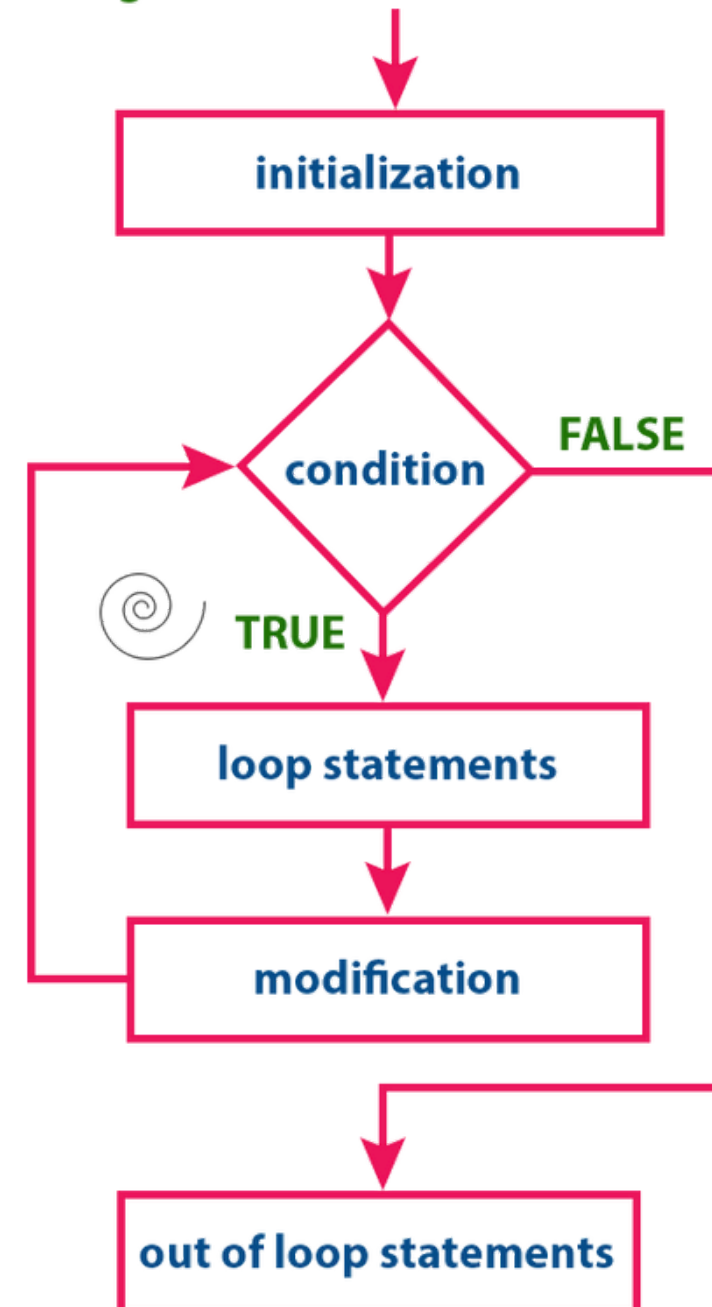 initialization
condition
FALSE
TRUE
loop statements
modification
out of loop statements